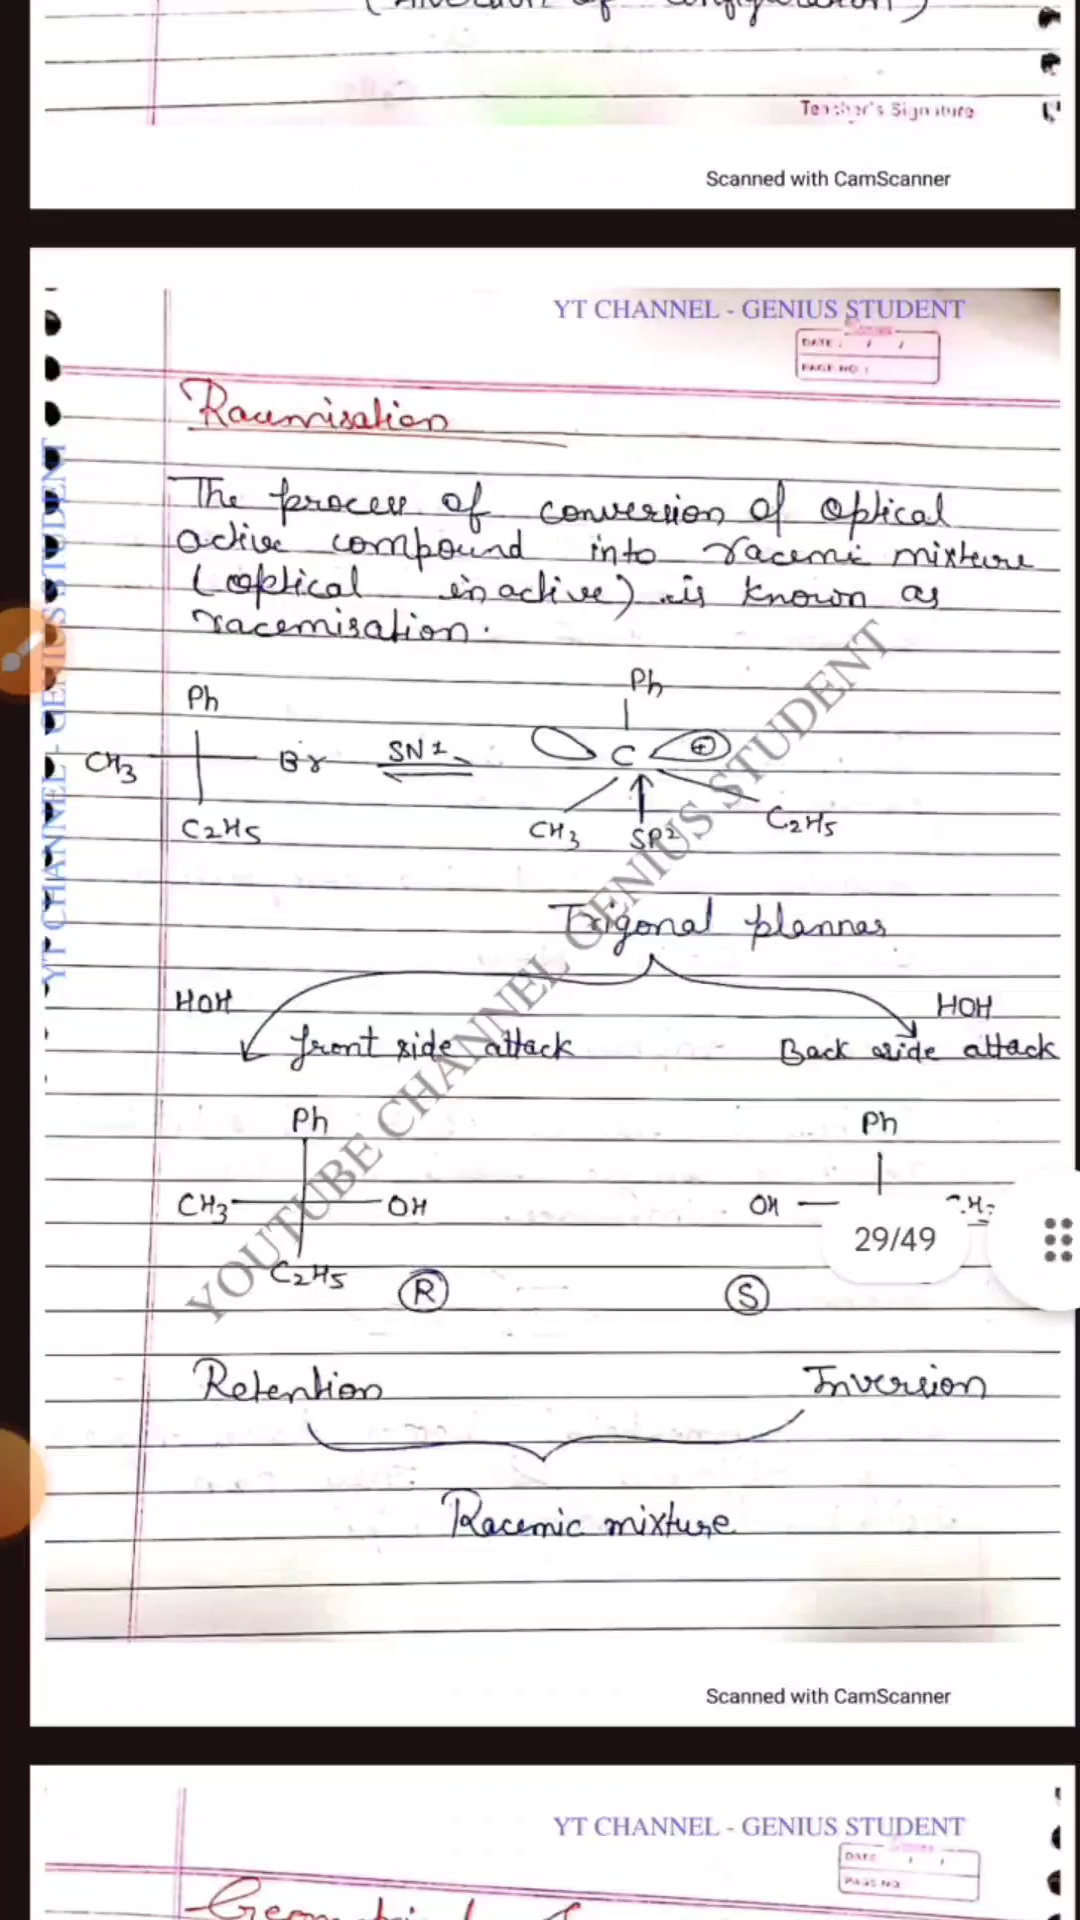 (Inversion of configuration)
Teacher's Signature
Scanned with CamScanner
YT CHANNEL - GENIUS STUDENT
DATE : / /
PAGE NO :
Racemisation
The process of conversion of optical
active compound into racemic mixture
(optical inactive) is known as
racemisation.
Ph
CH3 Br
C2H5
SN1
Ph
C +
CH3 SP2 C2H5
Trigonal plannar
HOH
front side attack
HOH
Back side attack
Ph
CH3 OH
C2H5
R
Ph
OH
29/49
S
Retention
Inversion
Racemic mixture
YT CHANNEL - GENIUS STUDENT
YOUTUBE CHANNEL GENIUS STUDENT
Scanned with CamScanner
YT CHANNEL - GENIUS STUDENT
DATE / /
PAGE NO